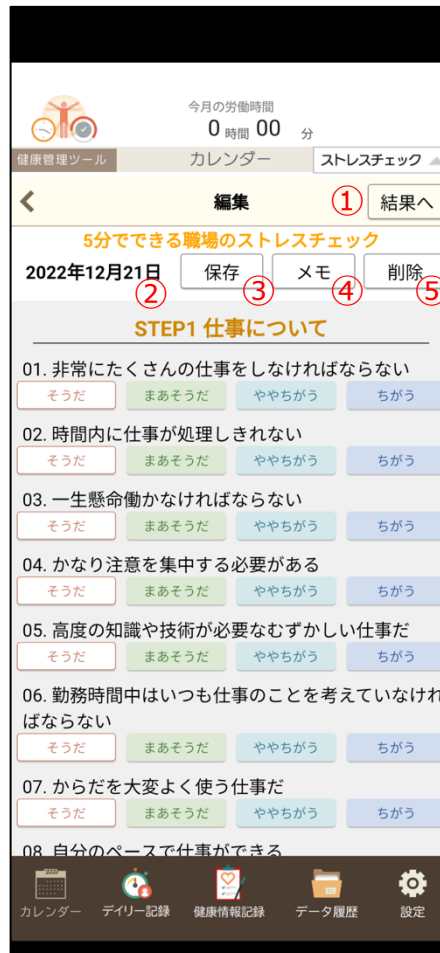 今月の労働時間
0 時間 00 分
健康管理ツール カレンダー ストレスチェック
編集 ① 結果へ
5分でできる職場のストレスチェック
2022年12月21日 ② 保存 ③ メモ ④ 削除 ⑤
STEP1 仕事について
01. 非常にたくさんの仕事をしなければならない
そうだ まあそうだ ややちがう ちがう
02. 時間内に仕事が処理しきれない
そうだ まあそうだ ややちがう ちがう
03. 一生懸命働かなければならない
そうだ まあそうだ ややちがう ちがう
04. かなり注意を集中する必要がある
そうだ まあそうだ ややちがう ちがう
05. 高度の知識や技術が必要なむずかしい仕事だ
そうだ まあそうだ ややちがう ちがう
06. 勤務時間中はいつも仕事のことを考えていなけれ
ばならない
そうだ まあそうだ ややちがう ちがう
07. からだを大変よく使う仕事だ
そうだ まあそうだ ややちがう ちがう
08. 自分のペースで仕事ができる
カレンダー デイリー記録 健康情報記録 データ履歴 設定